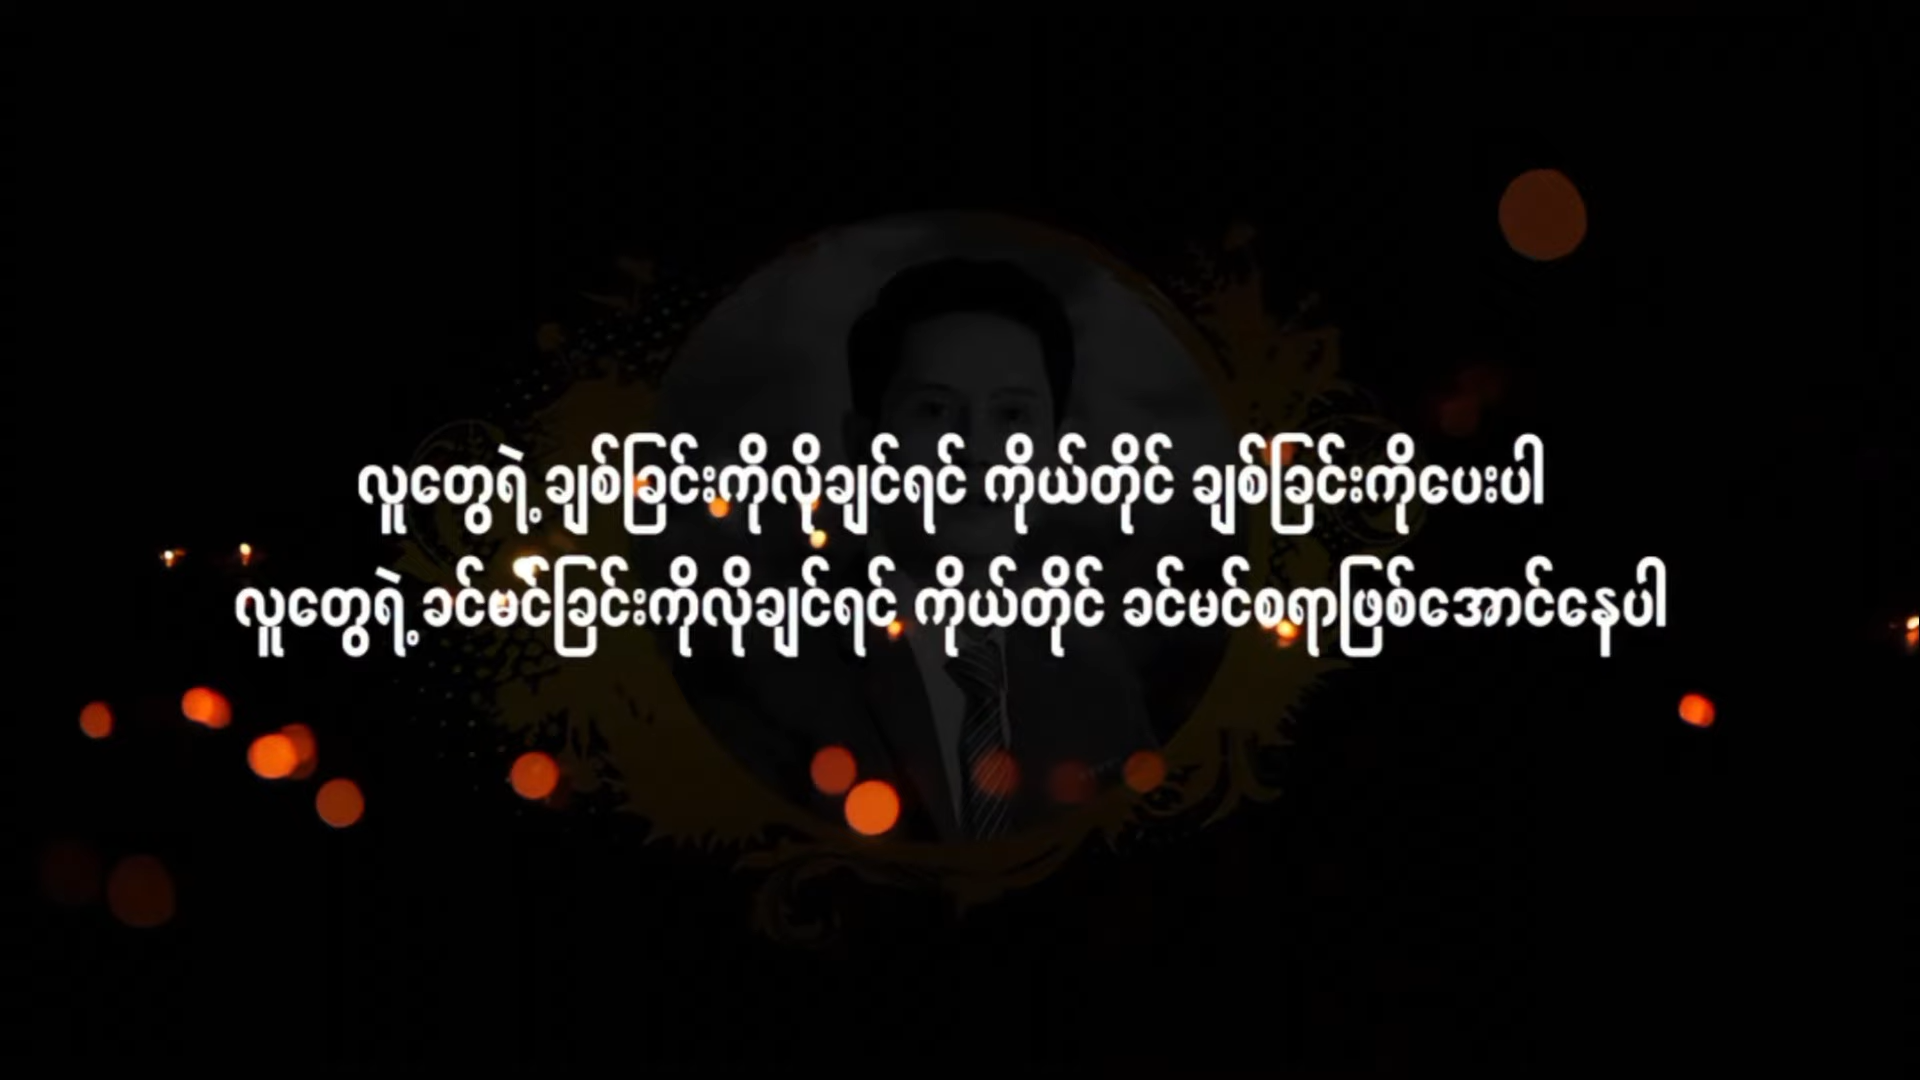 လူတွေရဲ့ ချစ်ခြင်းကိုလိုချင်ရင် ကိုယ်တိုင် ချစ်ခြင်းကိုပေးပါ
လူတွေရဲ့ ခင်မင်ခြင်းကိုလိုချင်ရင် ကိုယ်တိုင် ခင်မင်စရာဖြစ်အောင်နေပါ